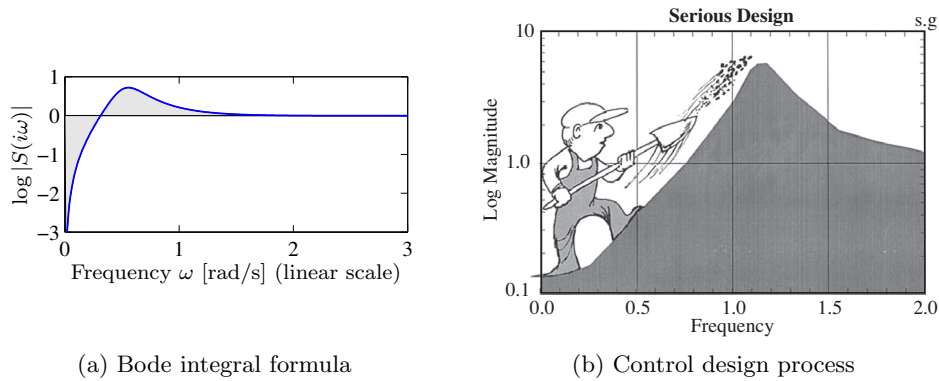 1
0
−1
−2
−3
log |S(iω)|
0
1
2
3
Frequency ω [rad/s] (linear scale)
(a) Bode integral formula
Serious Design
s.g
10
1.0
0.1
Log Magnitude
0.0
0.5
1.0
1.5
2.0
Frequency
(b) Control design process